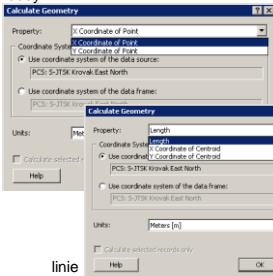 Calculate Geometry
Property:
X Coordinate of Point
X Coordinate of Point
Y Coordinate of Point
Coordinate Syste
Use coordinate system of the data source:
PCS: S-JTSK Krovak East North
Use coordinate system of the data frame:
PCS: S-JTSK Krovak East North
Units:
Met
Calculate selected
Help
Calculate Geometry
Property:
Length
Length
X Coordinate of Centroid
Y Coordinate of Centroid
Coordinate Syste
Use coordinat
PCS: S-JTSK Krovak East North
Use coordinate system of the data frame:
PCS: S-JTSK Krovak East North
Units:
Meters [m]
Calculate selected records only
Help
OK
linie